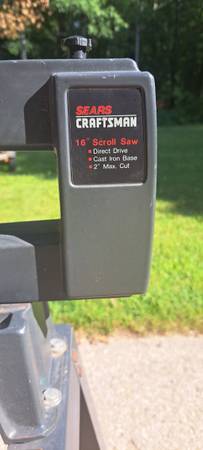 SEARS
CRAFTSMAN
16" Scroll Saw
▪ Direct Drive
▪ Cast Iron Base
▪ 2" Max. Cut